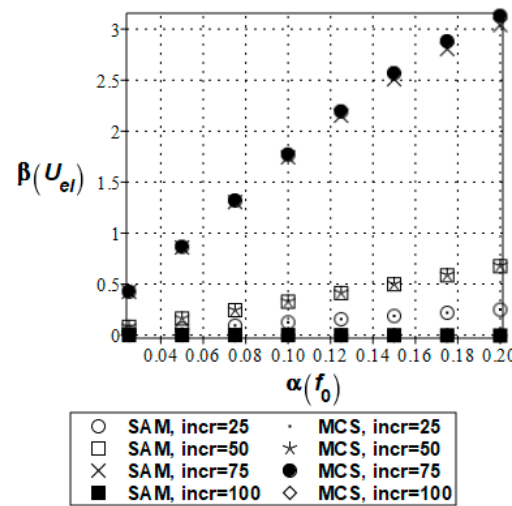 3
2.5
2
1.5
1
0.5
0
β(U_el)
0.04 0.06 0.08 0.10 0.12 0.14 0.16 0.18 0.20
α(f_0)
SAM, incr=25 MCS, incr=25
SAM, incr=50 MCS, incr=50
SAM, incr=75 MCS, incr=75
SAM, incr=100 MCS, incr=100